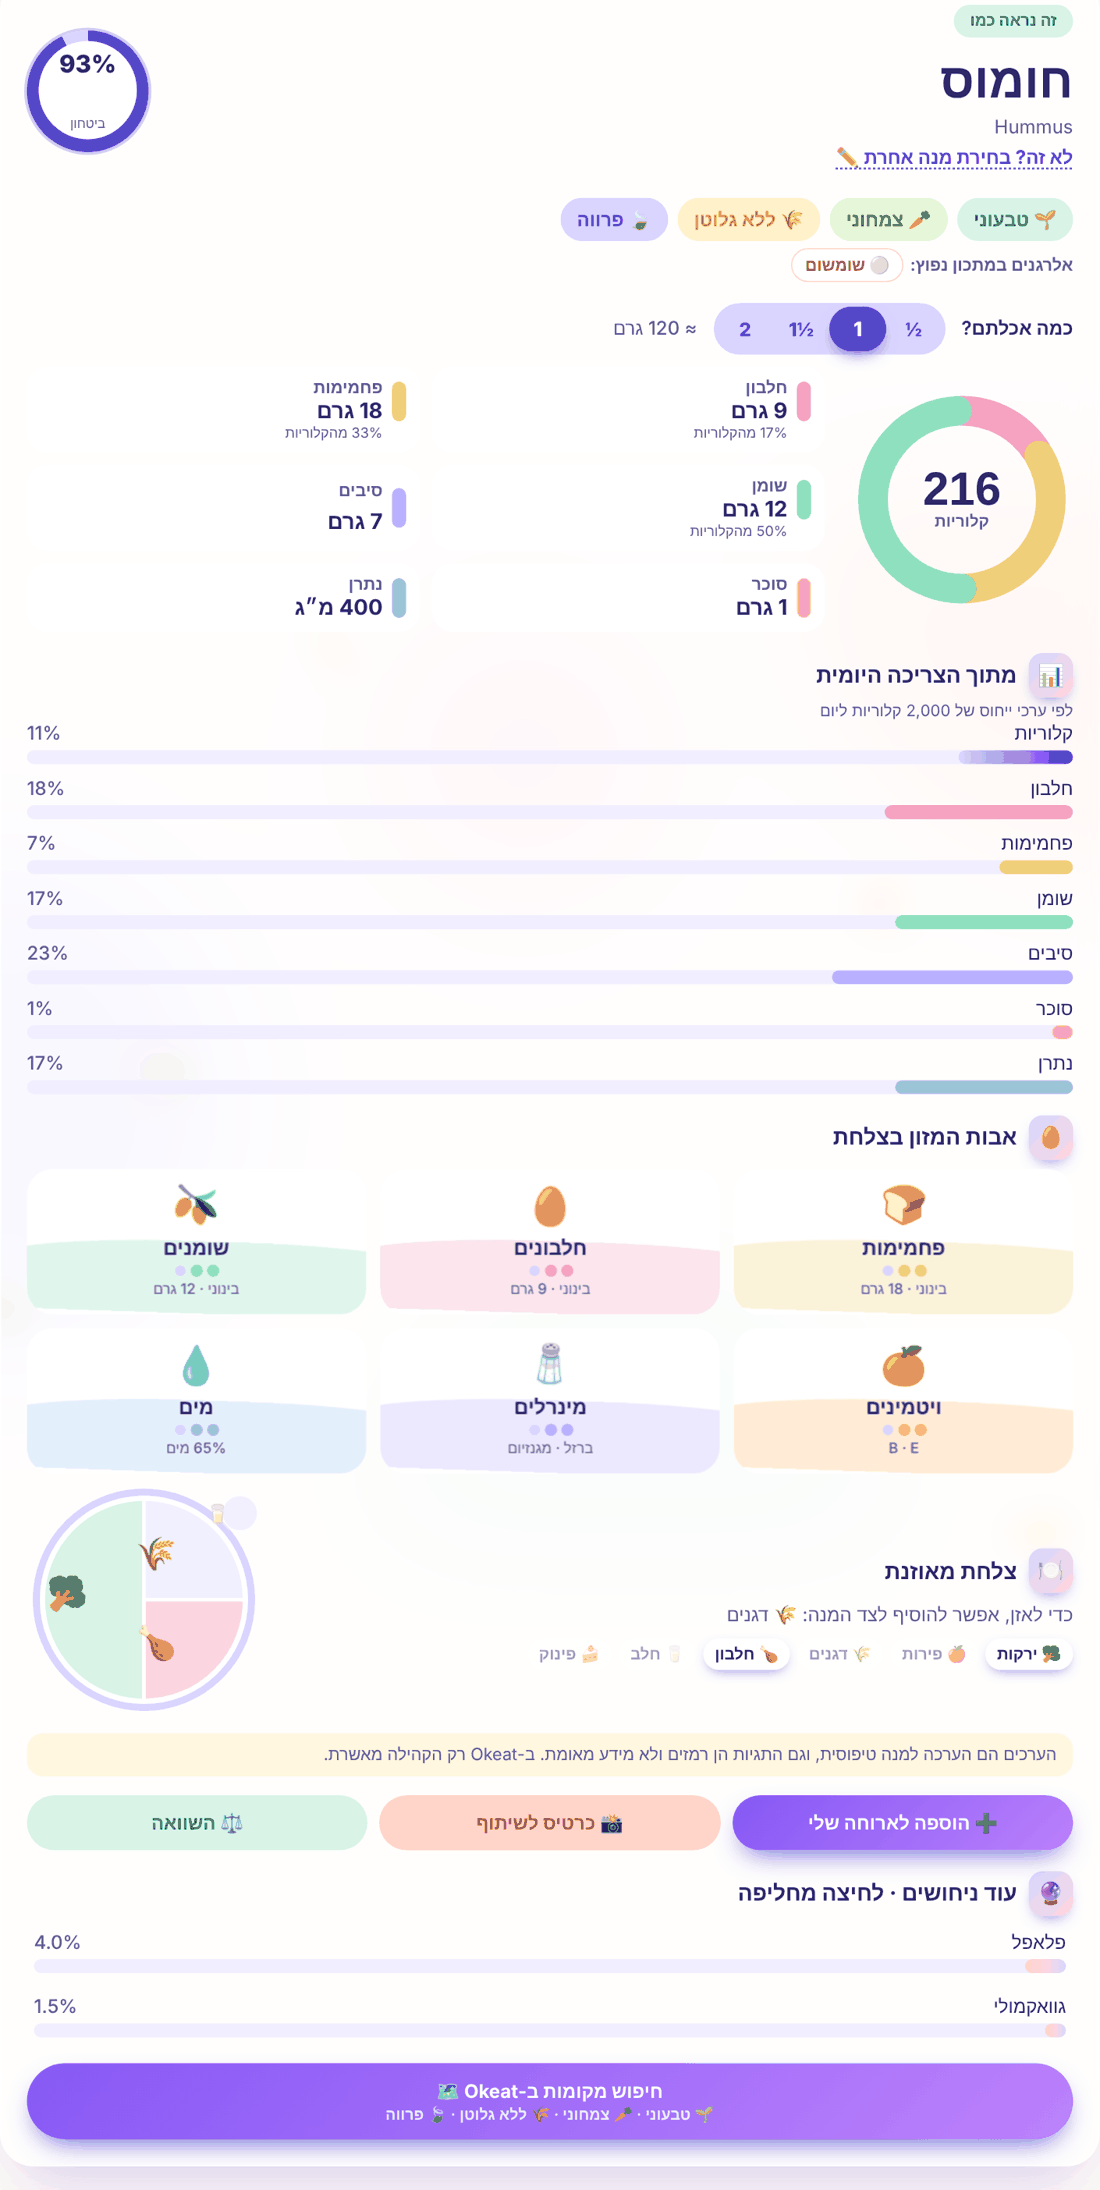 זה נראה כמו
חומוס
Hummus
לא זה? בחירת מנה אחרת ✏️
93%
ביטחון
🌱 טבעוני
🥕 צמחוני
🌾 ללא גלוטן
🍃 פרווה
אלרגנים במתכון נפוץ: שומשום
כמה אכלתם?
½ 1 1½ 2
≈ 120 גרם
216
קלוריות
חלבון
9 גרם
17% מהקלוריות
פחמימות
18 גרם
33% מהקלוריות
שומן
12 גרם
50% מהקלוריות
סיבים
7 גרם
סוכר
1 גרם
נתרן
400 מ״ג
📊 מתוך הצריכה היומית
לפי ערכי ייחוס של 2,000 קלוריות ליום
קלוריות 11%
חלבון 18%
פחמימות 7%
שומן 17%
סיבים 23%
סוכר 1%
נתרן 17%
🥚 אבות המזון בצלחת
פחמימות
בינוני · 18 גרם
חלבונים
בינוני · 9 גרם
שומנים
בינוני · 12 גרם
ויטמינים
B · E
מינרלים
ברזל · מגנזיום
מים
65% מים
🍽️ צלחת מאוזנת
כדי לאזן, אפשר להוסיף לצד המנה: 🌾 דגנים
🥦 ירקות
🍊 פירות
🌾 דגנים
🍗 חלבון
🥛 חלב
🍰 פינוק
הערכים הם הערכה למנה טיפוסית, וגם התגיות הן רמזים ולא מידע מאומת. ב-Okeat רק הקהילה מאשרת.
➕ הוספה לארוחה שלי
📸 כרטיס לשיתוף
⚖️ השוואה
🔮 עוד ניחושים · לחיצה מחליפה
פלאפל 4.0%
גוואקמולי 1.5%
חיפוש מקומות ב-Okeat 🗺️
🌱 טבעוני · 🥕 צמחוני · 🌾 ללא גלוטן · 🍃 פרווה